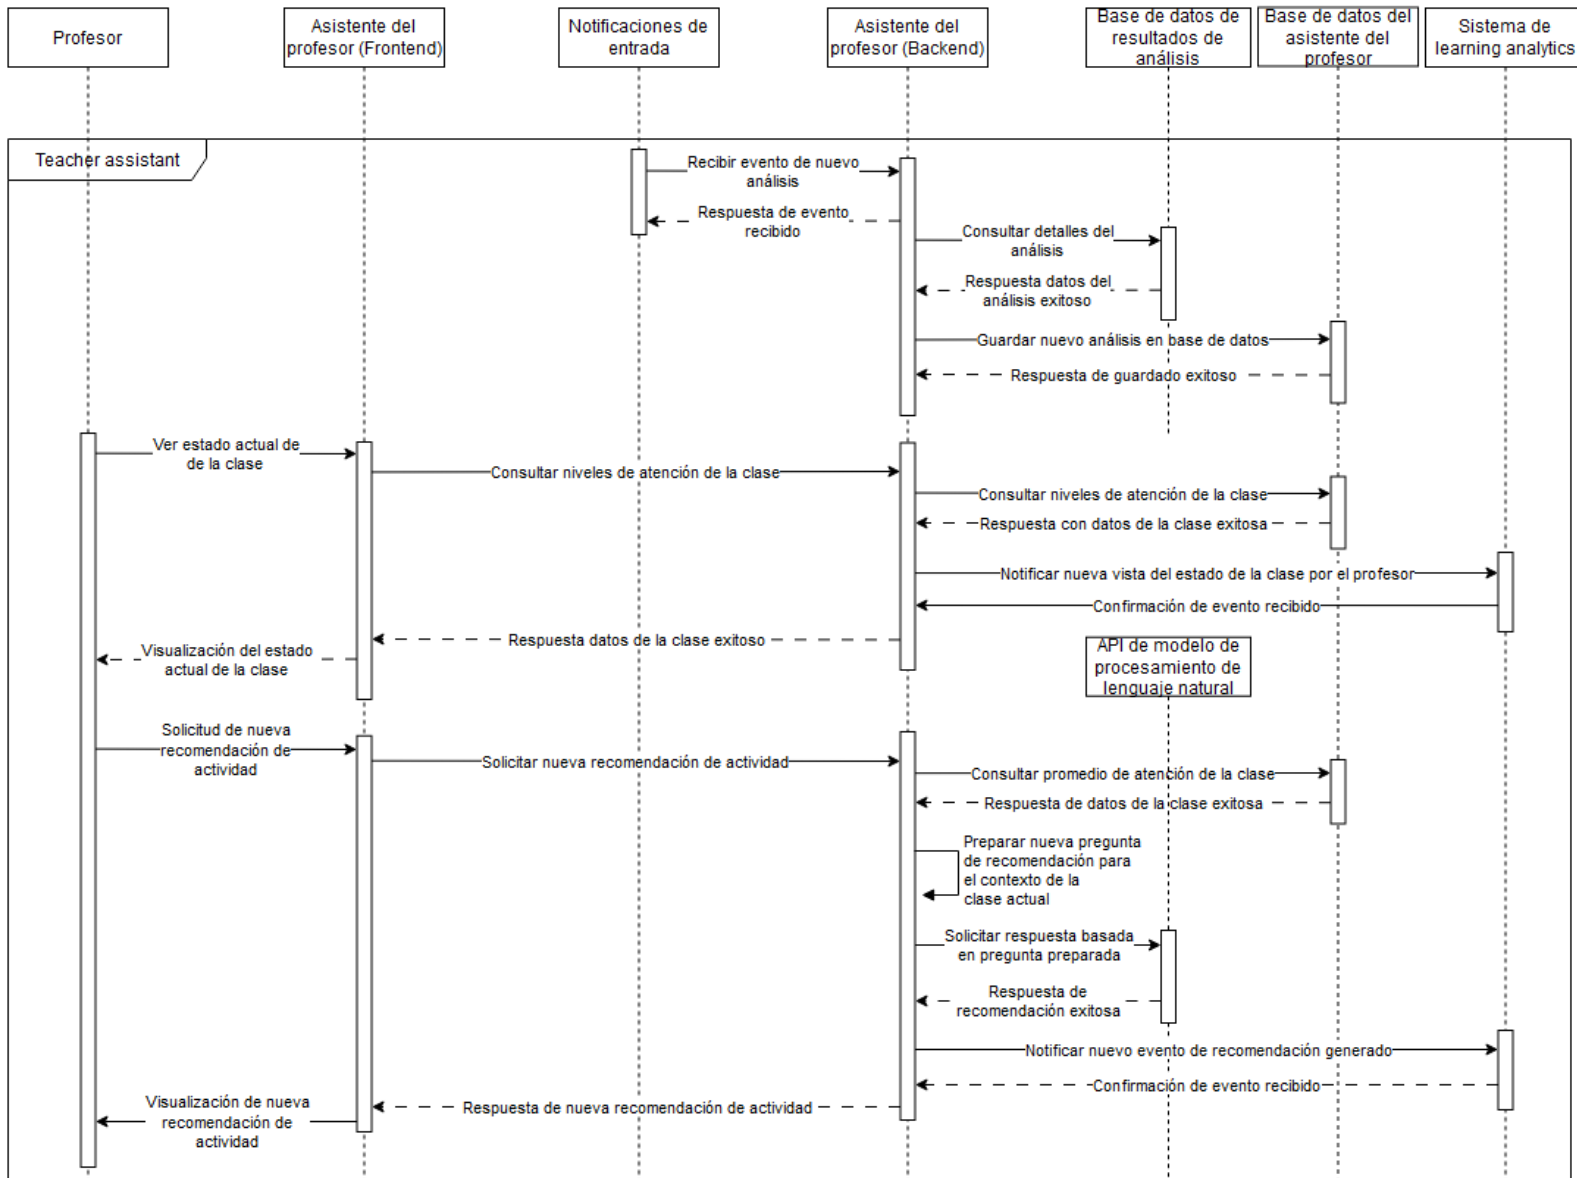 Profesor
Asistente del
profesor (Frontend)
Notificaciones de
entrada
Asistente del
profesor (Backend)
Base de datos de
resultados de
análisis
Base de datos del
asistente del
profesor
Sistema de
learning analytics
Teacher assistant
Recibir evento de nuevo
análisis
Respuesta de evento
recibido
Consultar detalles del
análisis
Respuesta datos del
análisis exitoso
Guardar nuevo análisis en base de datos
Respuesta de guardado exitoso
Ver estado actual de
de la clase
Consultar niveles de atención de la clase
Consultar niveles de atención de la clase
Respuesta con datos de la clase exitosa
Notificar nueva vista del estado de la clase por el profesor
Confirmación de evento recibido
Respuesta datos de la clase exitoso
Visualización del estado
actual de la clase
API de modelo de
procesamiento de
lenguaje natural
Solicitud de nueva
recomendación de
actividad
Solicitar nueva recomendación de actividad
Consultar promedio de atención de la clase
Respuesta de datos de la clase exitosa
Preparar nueva pregunta
de recomendación para
el contexto de la
clase actual
Solicitar respuesta basada
en pregunta preparada
Respuesta de
recomendación exitosa
Notificar nuevo evento de recomendación generado
Confirmación de evento recibido
Respuesta de nueva recomendación de actividad
Visualización de nueva
recomendación de
actividad